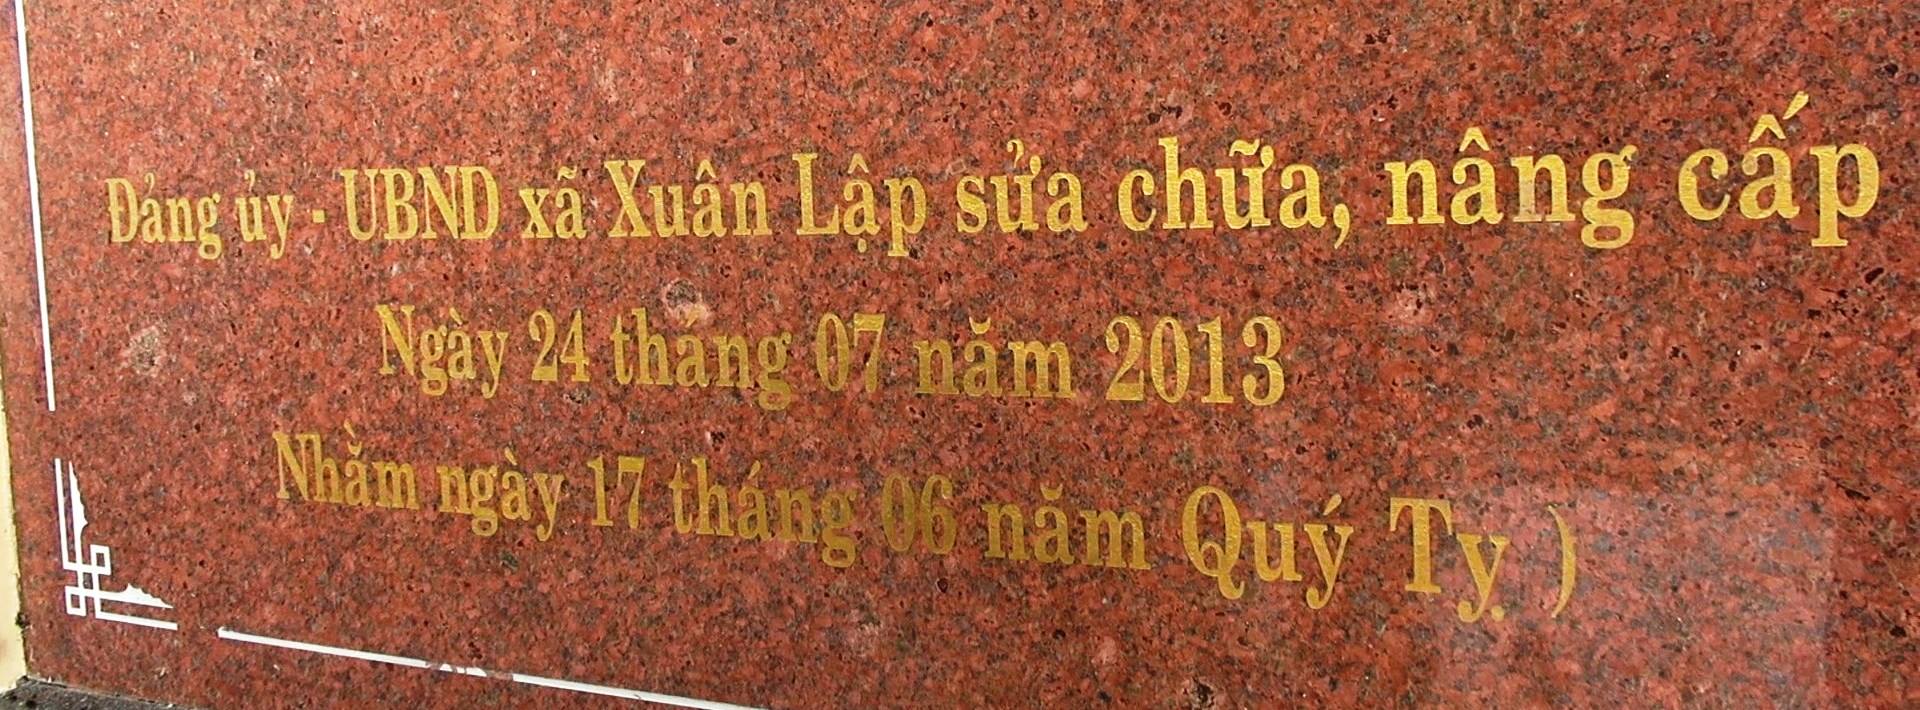 Đảng ủy - UBND xã Xuân Lập sửa chữa, nâng cấp
Ngày 24 tháng 07 năm 2013
Nhằm ngày 17 tháng 06 năm Quý Tỵ )